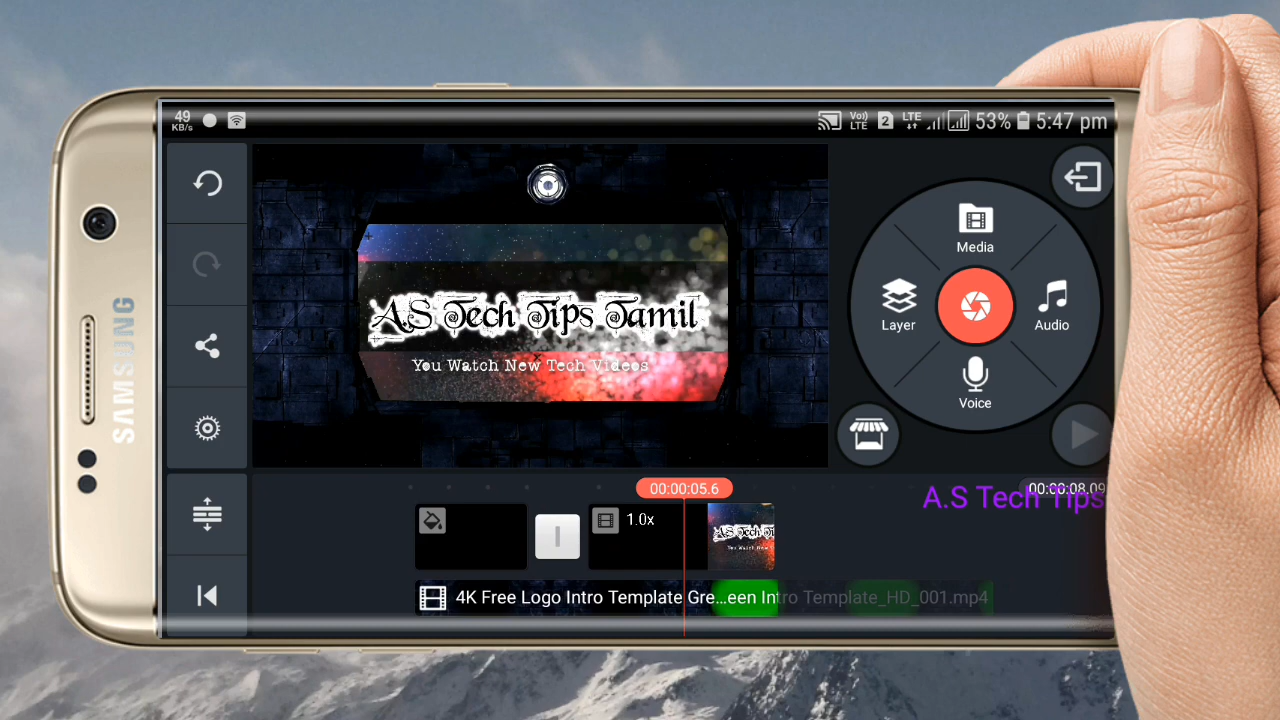 49
KB/s
Vo))
LTE
2
LTE
53%
5:47 pm
SAMSUNG
A.S Tech Tips Tamil
You Watch New Tech Videos
Media
Layer
Audio
Voice
00:00:05.6
00:00:08.09
A.S Tech Tips
1.0x
4K Free Logo Intro Template Gre...een Intro Template_HD_001.mp4